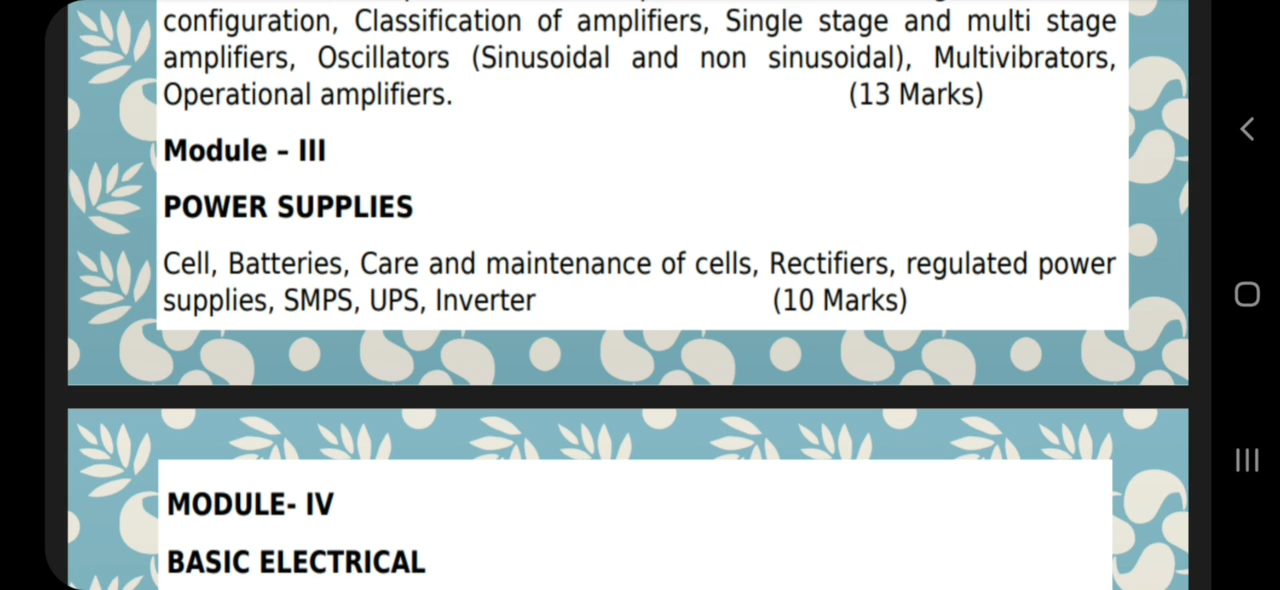 configuration, Classification of amplifiers, Single stage and multi stage
amplifiers, Oscillators (Sinusoidal and non sinusoidal), Multivibrators,
Operational amplifiers. (13 Marks)
Module – III
POWER SUPPLIES
Cell, Batteries, Care and maintenance of cells, Rectifiers, regulated power
supplies, SMPS, UPS, Inverter (10 Marks)
MODULE- IV
BASIC ELECTRICAL